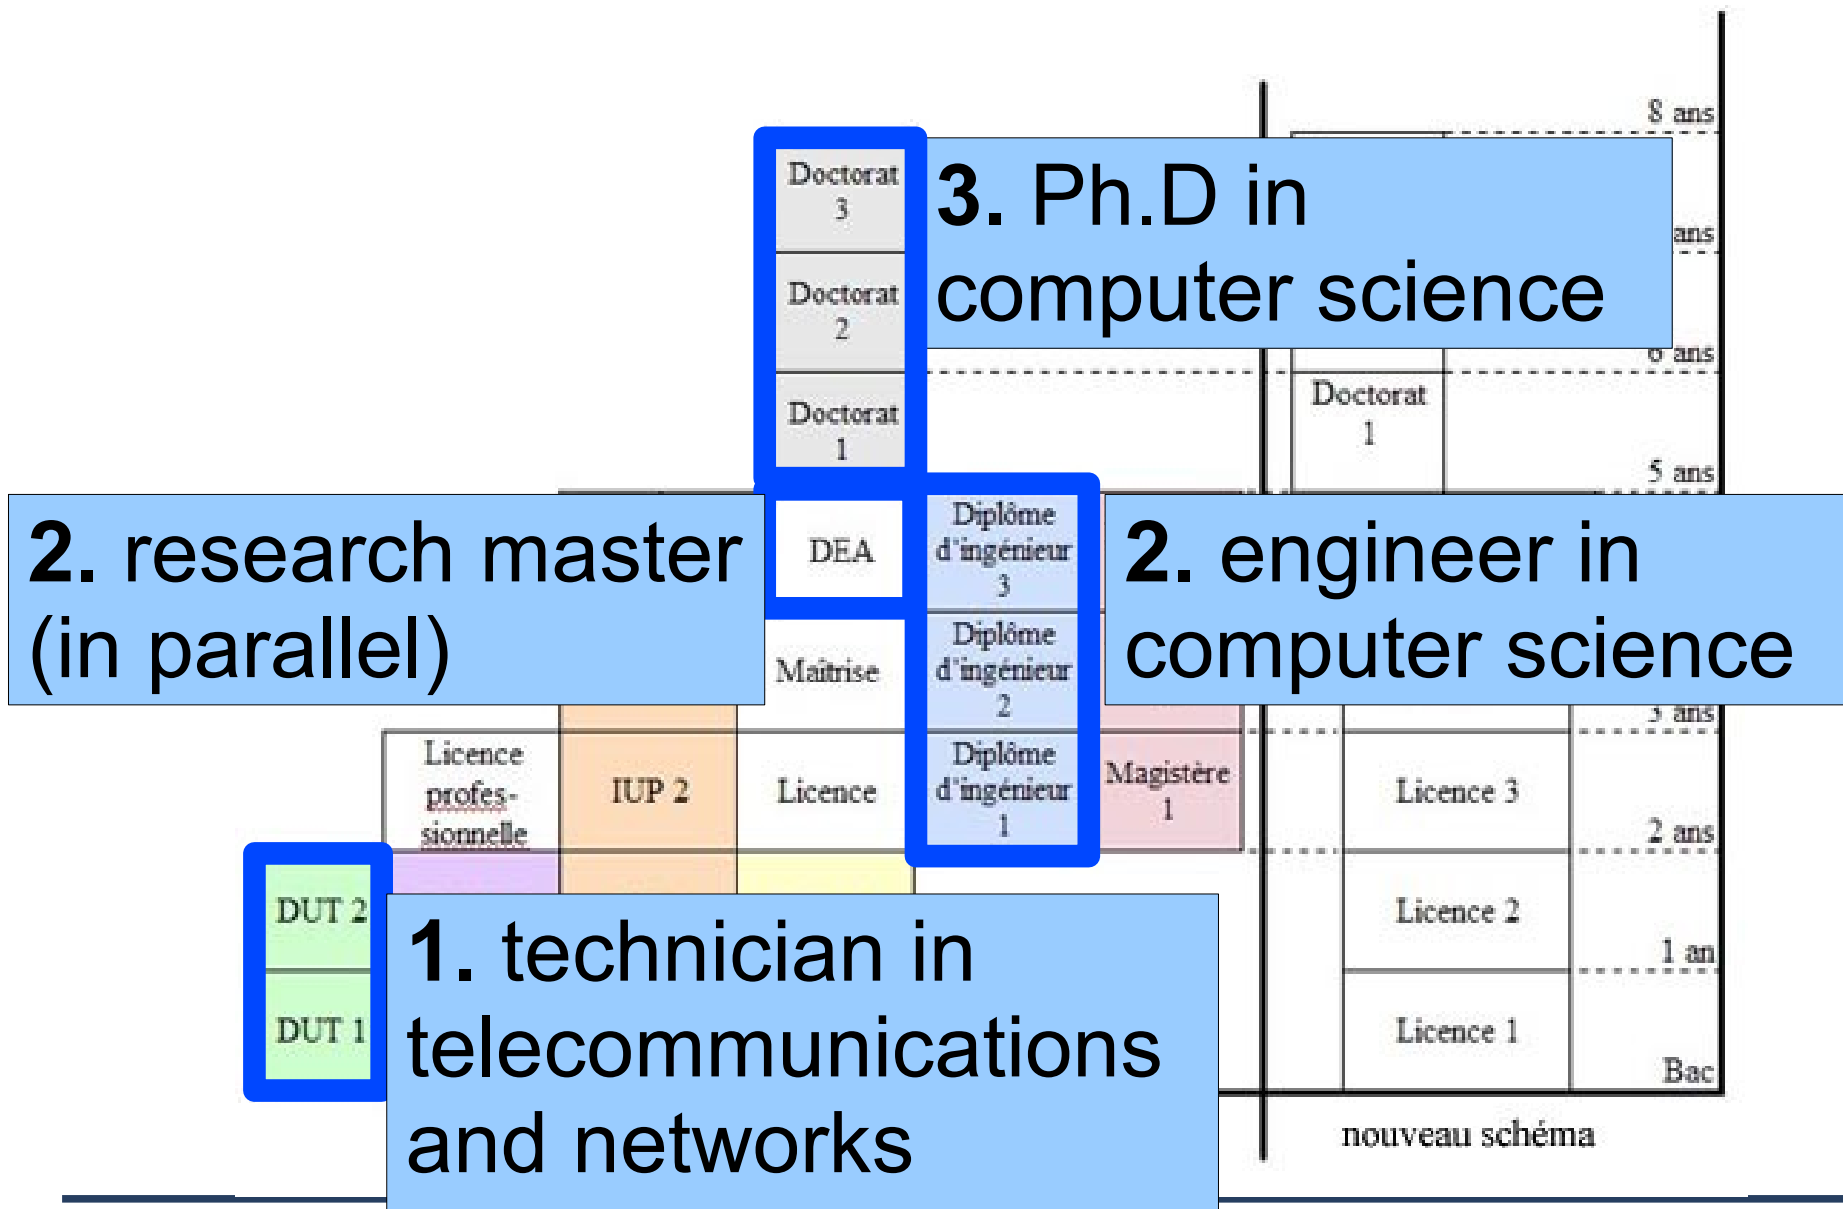 8 ans
Doctorat
3
3. Ph.D in
computer science
ans
Doctorat
2
6 ans
Doctorat
1
Doctorat
1
5 ans
2. research master
(in parallel)
DEA
Diplôme
d'ingénieur
3
2. engineer in
computer science
Maîtrise
Diplôme
d'ingénieur
2
3 ans
Licence
profes-
sionnelle
IUP 2
Licence
Diplôme
d'ingénieur
1
Magistère
1
Licence 3
2 ans
DUT 2
1. technician in
telecommunications
and networks
Licence 2
1 an
DUT 1
Licence 1
Bac
nouveau schéma